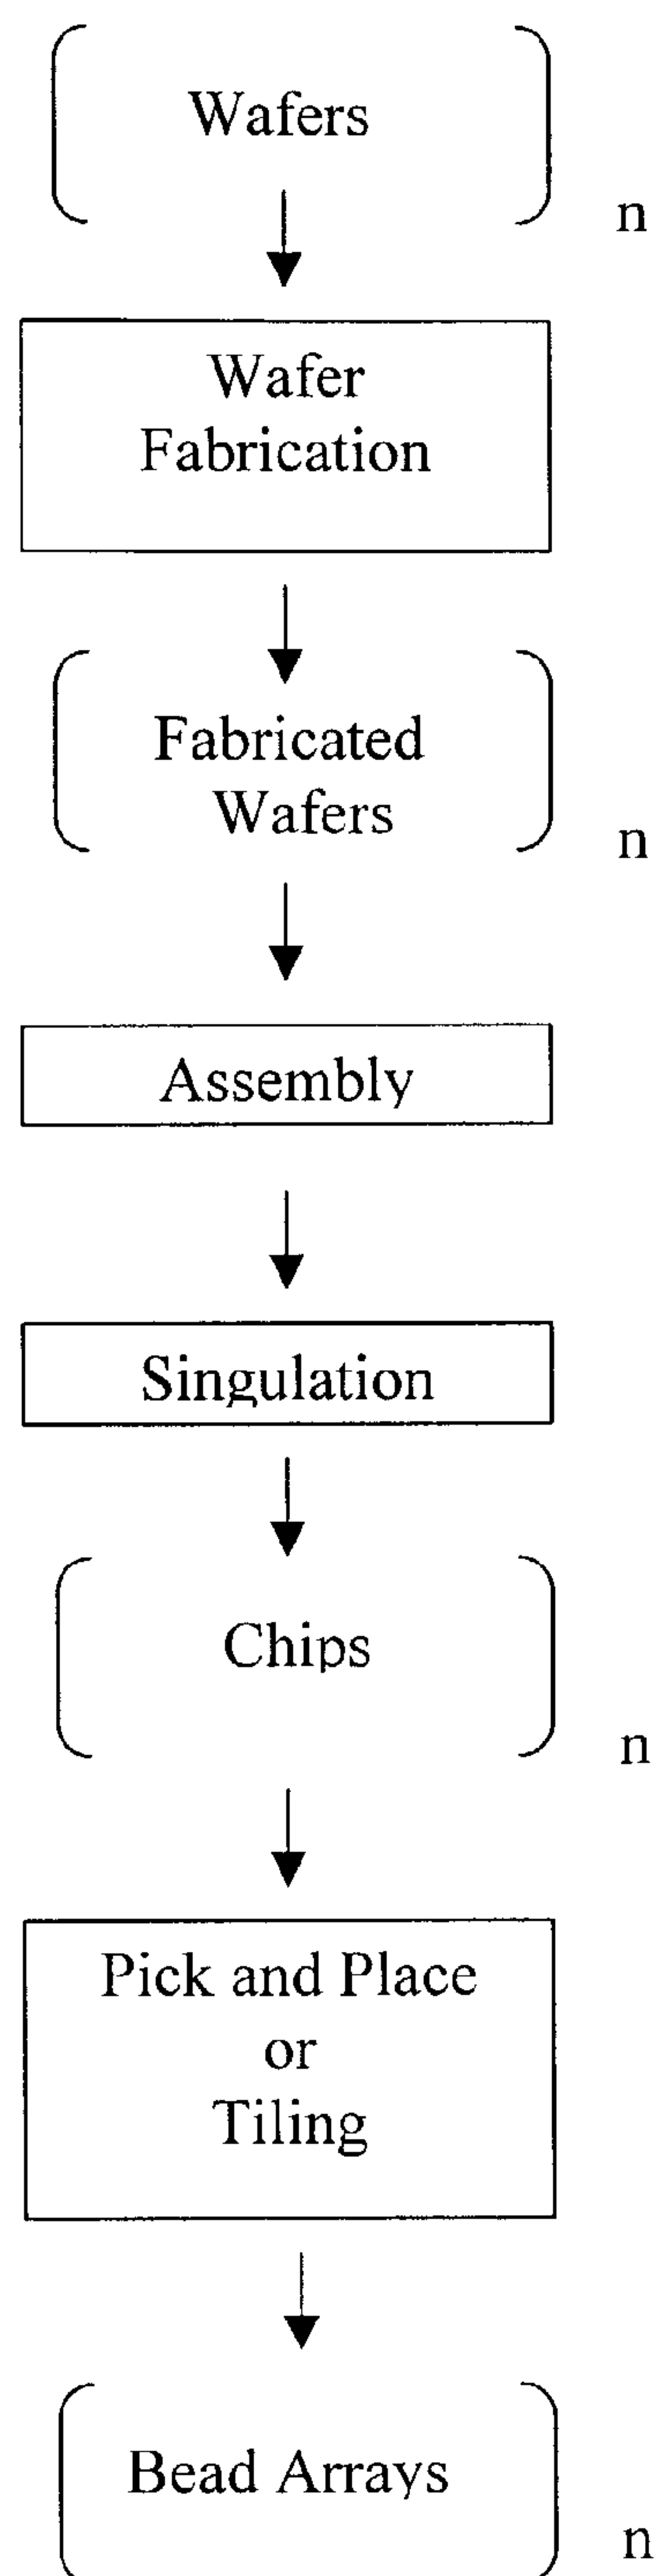 Wafers
n
Wafer
Fabrication
Fabricated
Wafers
n
Assembly
Singulation
Chips
n
Pick and Place
or
Tiling
Bead Arrays
n